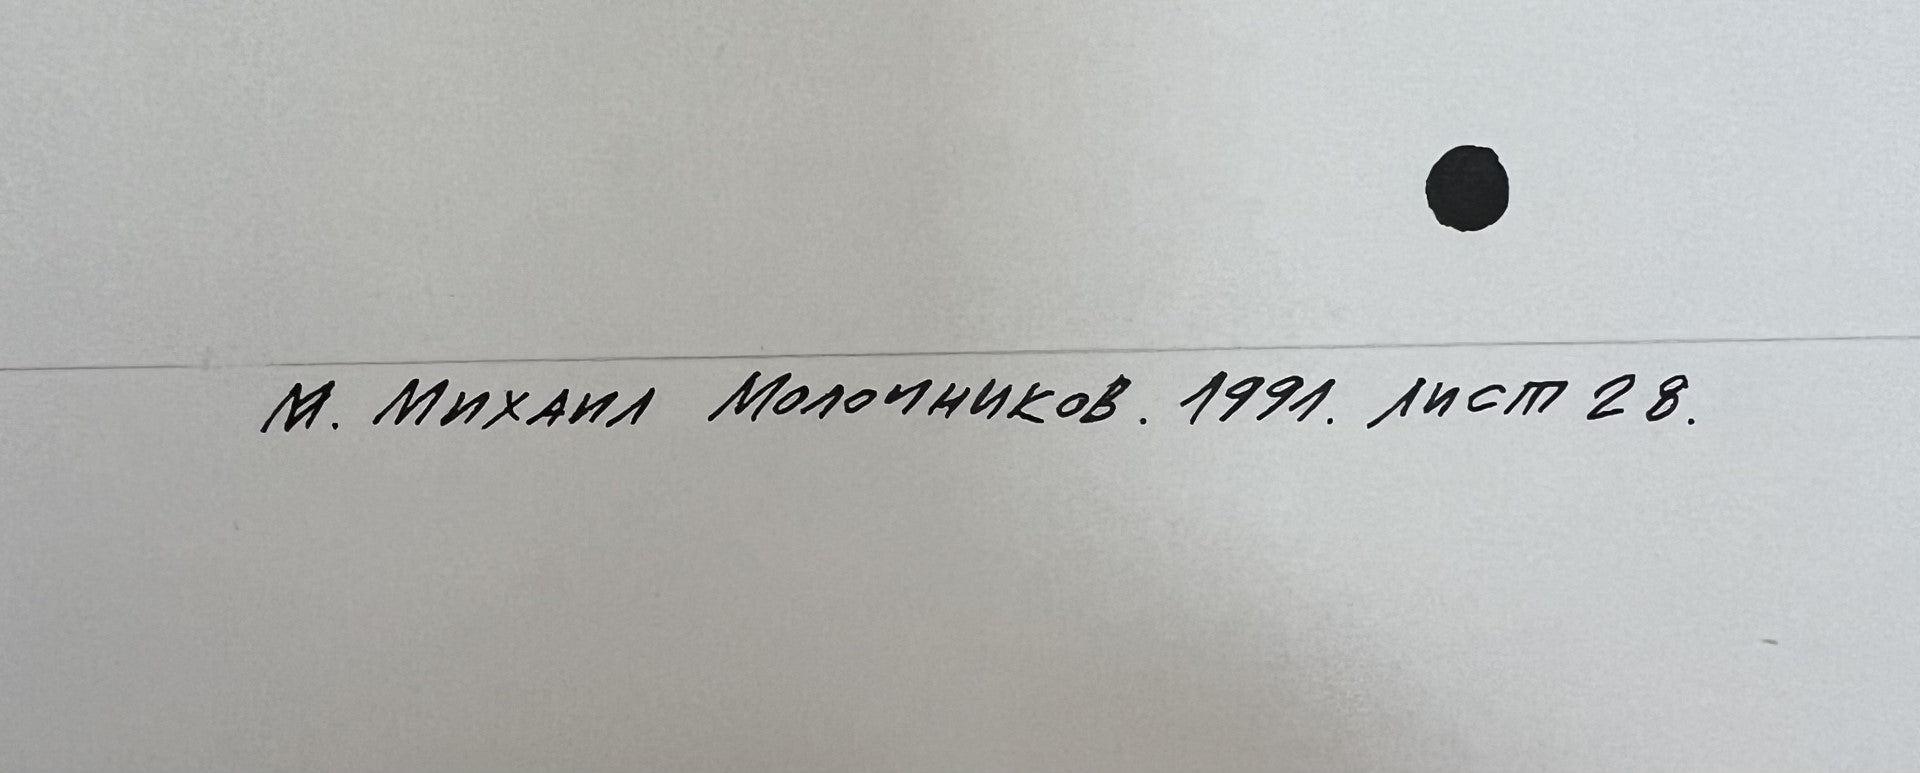 М. Михаил Молочников. 1991. лист 28.